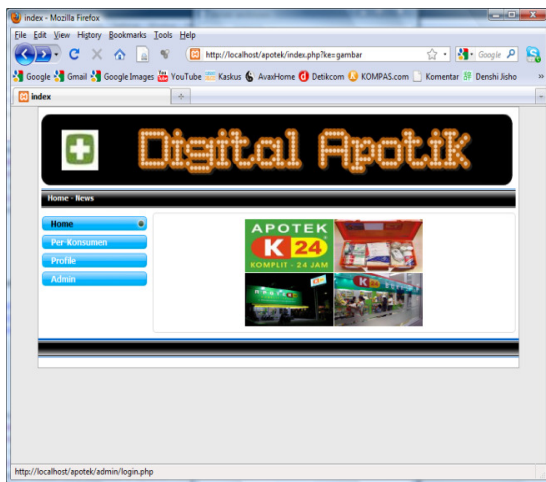 index - Mozilla Firefox
File Edit View History Bookmarks Tools Help
http://localhost/apotek/index.php?ke=gambar
Google
Google Gmail Google Images YouTube Kaskus AvaxHome Detikcom KOMPAS.com Komentar Denshi Jisho »
index
Digital Apotik
Home - News
Home
Per-Konsumen
Profile
Admin
APOTEK
K 24
KOMPLIT - 24 JAM
http://localhost/apotek/admin/login.php